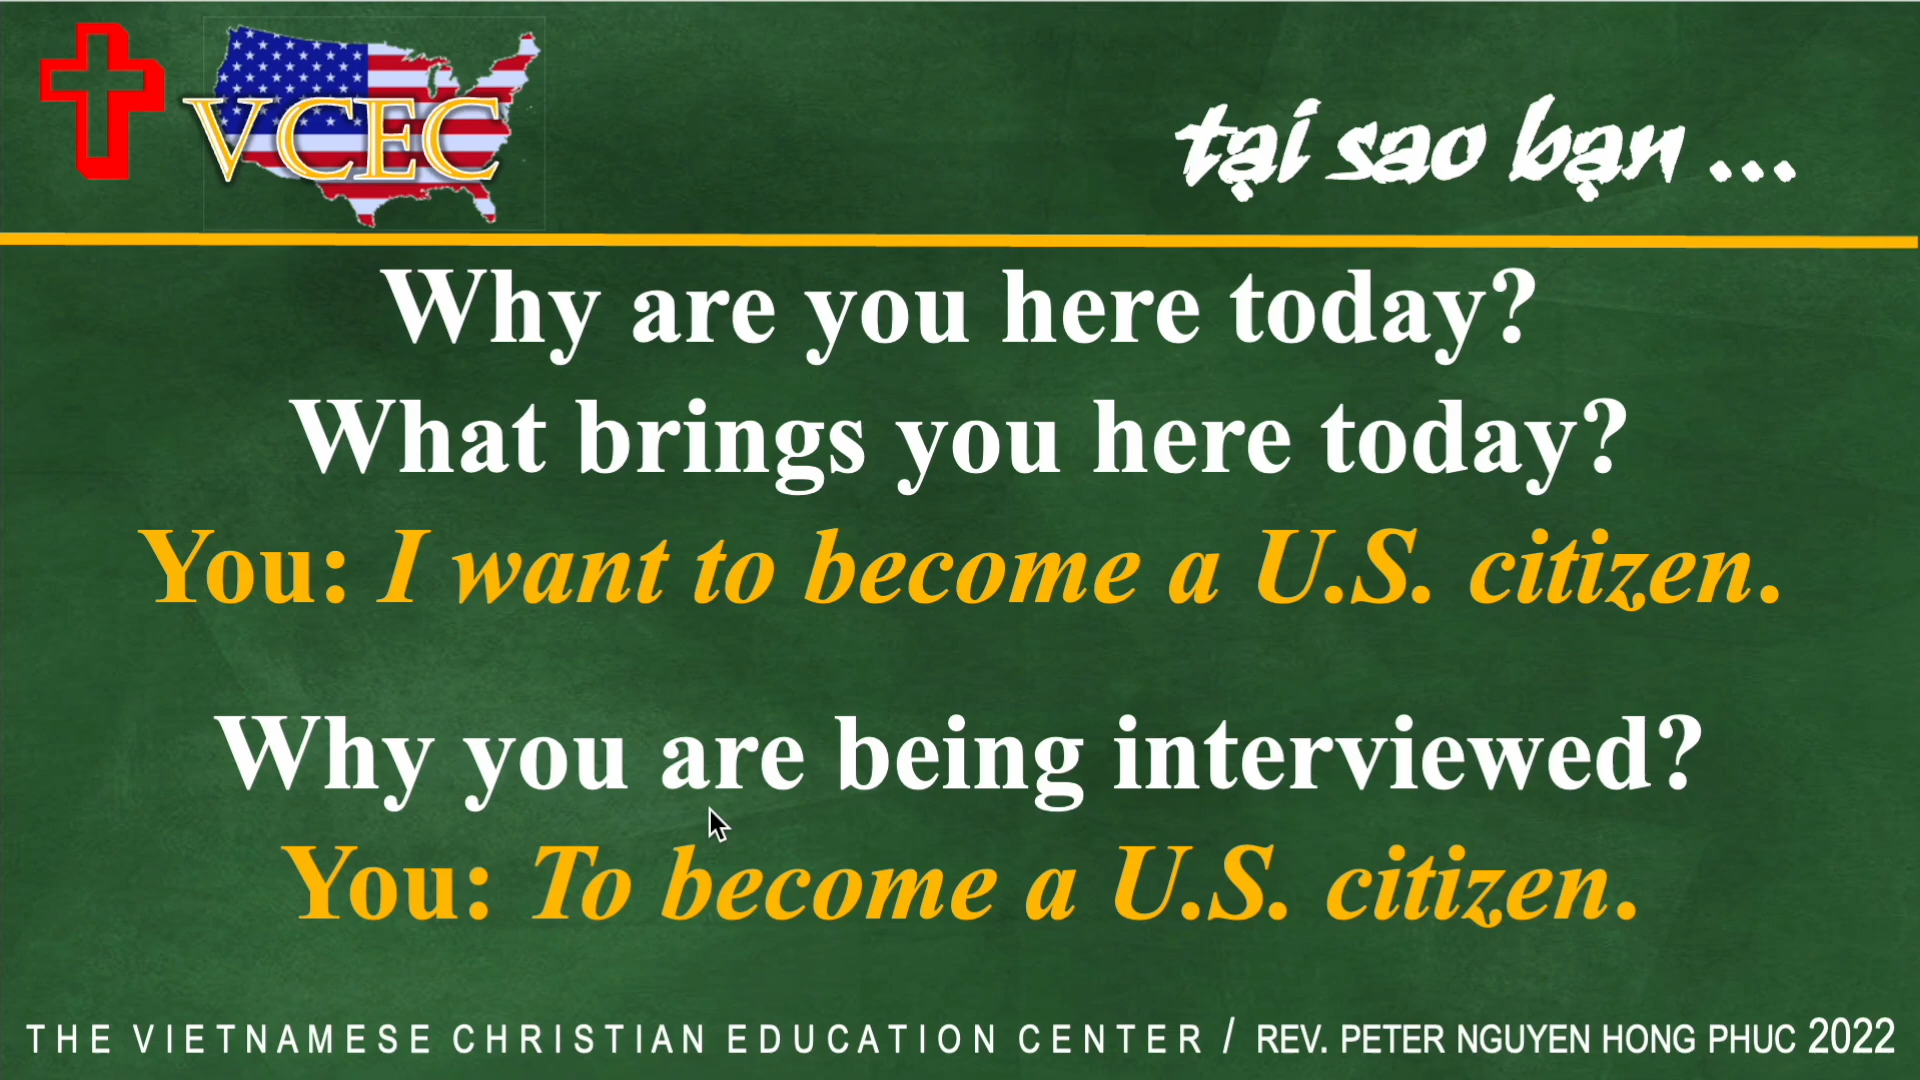 VCEC
tại sao bạn ...
Why are you here today?
What brings you here today?
You: I want to become a U.S. citizen.
Why you are being interviewed?
You: To become a U.S. citizen.
THE VIETNAMESE CHRISTIAN EDUCATION CENTER / REV. PETER NGUYEN HONG PHUC 2022